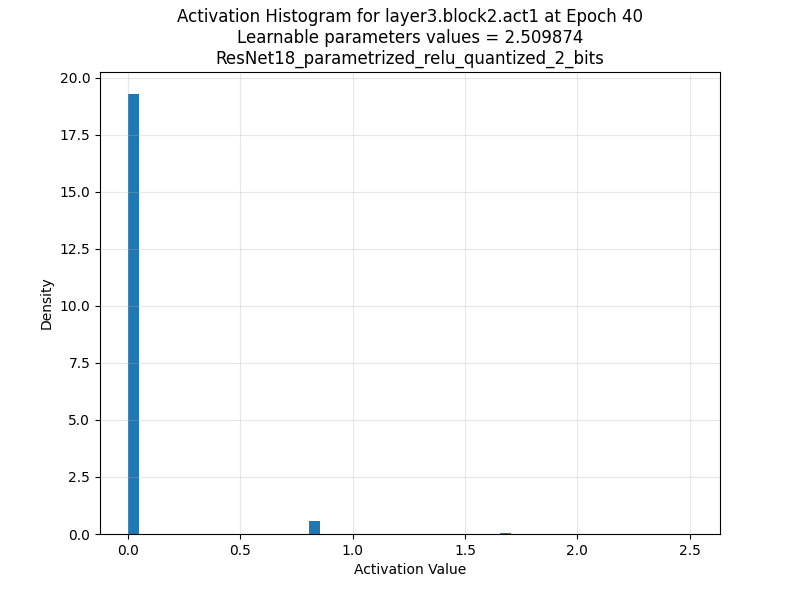 Activation Histogram for layer3.block2.act1 at Epoch 40
Learnable parameters values = 2.509874
ResNet18_parametrized_relu_quantized_2_bits
20.0
17.5
15.0
12.5
10.0
7.5
5.0
2.5
0.0
Density
0.0 0.5 1.0 1.5 2.0 2.5
Activation Value